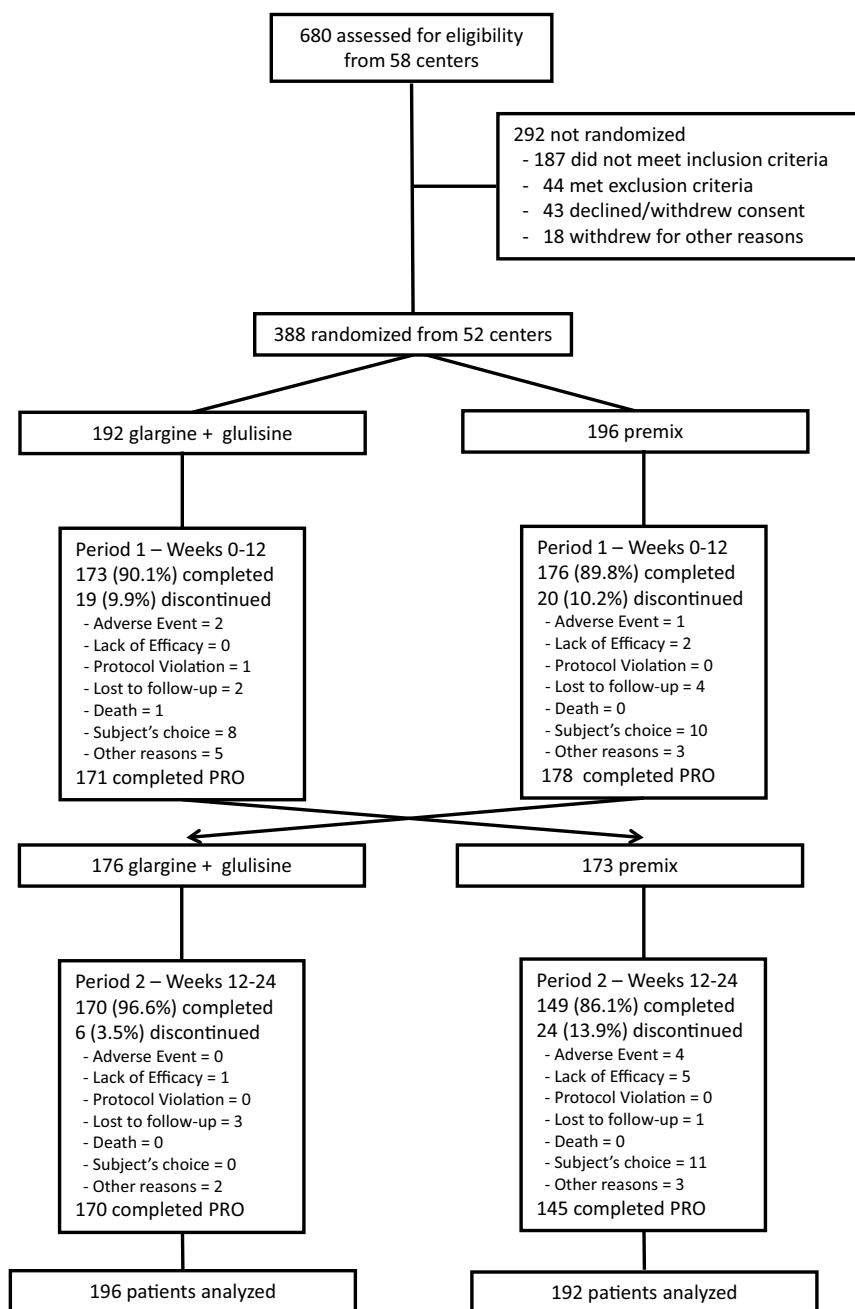 680 assessed for eligibility
from 58 centers
292 not randomized
- 187 did not meet inclusion criteria
- 44 met exclusion criteria
- 43 declined/withdrew consent
- 18 withdrew for other reasons
388 randomized from 52 centers
192 glargine + glulisine
196 premix
Period 1 – Weeks 0-12
173 (90.1%) completed
19 (9.9%) discontinued
- Adverse Event = 2
- Lack of Efficacy = 0
- Protocol Violation = 1
- Lost to follow-up = 2
- Death = 1
- Subject's choice = 8
- Other reasons = 5
171 completed PRO
Period 1 – Weeks 0-12
176 (89.8%) completed
20 (10.2%) discontinued
- Adverse Event = 1
- Lack of Efficacy = 2
- Protocol Violation = 0
- Lost to follow-up = 4
- Death = 0
- Subject's choice = 10
- Other reasons = 3
178 completed PRO
176 glargine + glulisine
173 premix
Period 2 – Weeks 12-24
170 (96.6%) completed
6 (3.5%) discontinued
- Adverse Event = 0
- Lack of Efficacy = 1
- Protocol Violation = 0
- Lost to follow-up = 3
- Death = 0
- Subject's choice = 0
- Other reasons = 2
170 completed PRO
Period 2 – Weeks 12-24
149 (86.1%) completed
24 (13.9%) discontinued
- Adverse Event = 4
- Lack of Efficacy = 5
- Protocol Violation = 0
- Lost to follow-up = 1
- Death = 0
- Subject's choice = 11
- Other reasons = 3
145 completed PRO
196 patients analyzed
192 patients analyzed